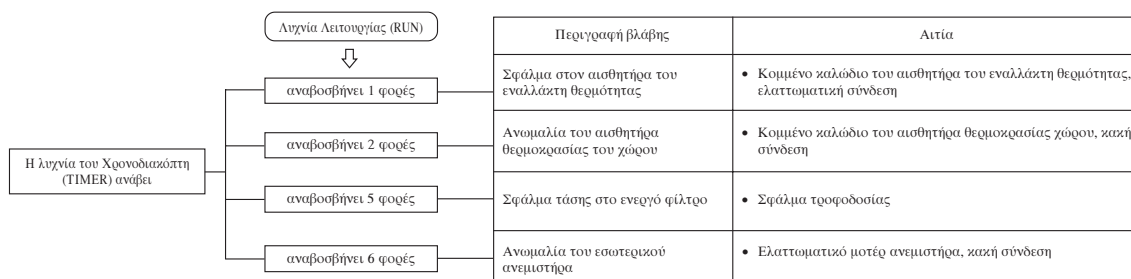 Λυχνία Λειτουργίας (RUN)
Περιγραφή βλάβης
Αιτία
αναβοσβήνει 1 φορές
Σφάλμα στον αισθητήρα του
εναλλάκτη θερμότητας
• Κομμένο καλώδιο του αισθητήρα του εναλλάκτη θερμότητας,
ελαττωματική σύνδεση
αναβοσβήνει 2 φορές
Ανωμαλία του αισθητήρα
θερμοκρασίας του χώρου
• Κομμένο καλώδιο του αισθητήρα θερμοκρασίας χώρου, κακή
σύνδεση
Η λυχνία του Χρονοδιακόπτη
(TIMER) ανάβει
αναβοσβήνει 5 φορές
Σφάλμα τάσης στο ενεργό φίλτρο
• Σφάλμα τροφοδοσίας
αναβοσβήνει 6 φορές
Ανωμαλία του εσωτερικού
ανεμιστήρα
• Ελαττωματικό μοτέρ ανεμιστήρα, κακή σύνδεση